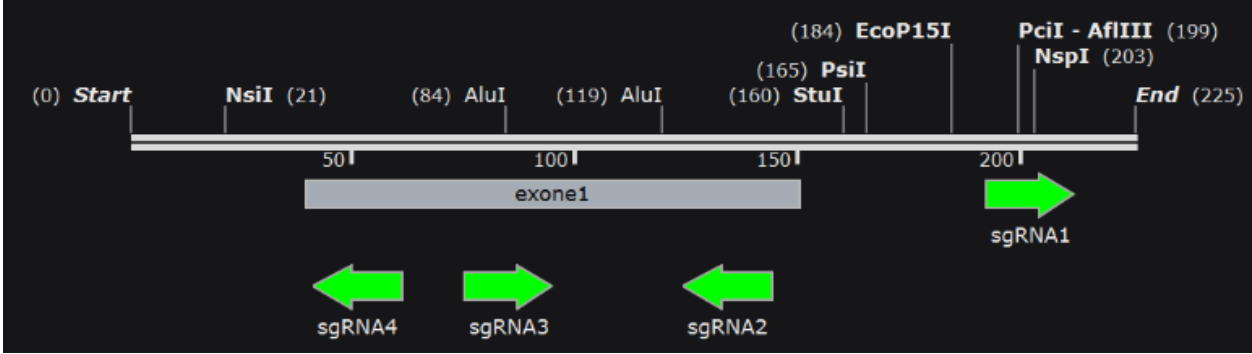 (184) EcoP15I
PciI - AflIII (199)
NspI (203)
(165) PsiI
(0) Start
NsiI (21)
(84) AluI
(119) AluI
(160) StuI
End (225)
50
100
150
200
exone1
sgRNA1
sgRNA4
sgRNA3
sgRNA2